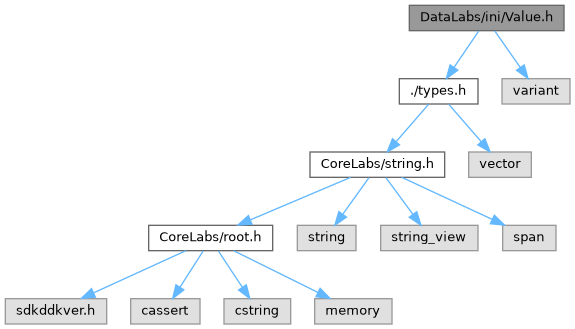 DataLabs/ini/Value.h
./types.h
variant
CoreLabs/string.h
vector
CoreLabs/root.h
string
string_view
span
sdkddkver.h
cassert
cstring
memory